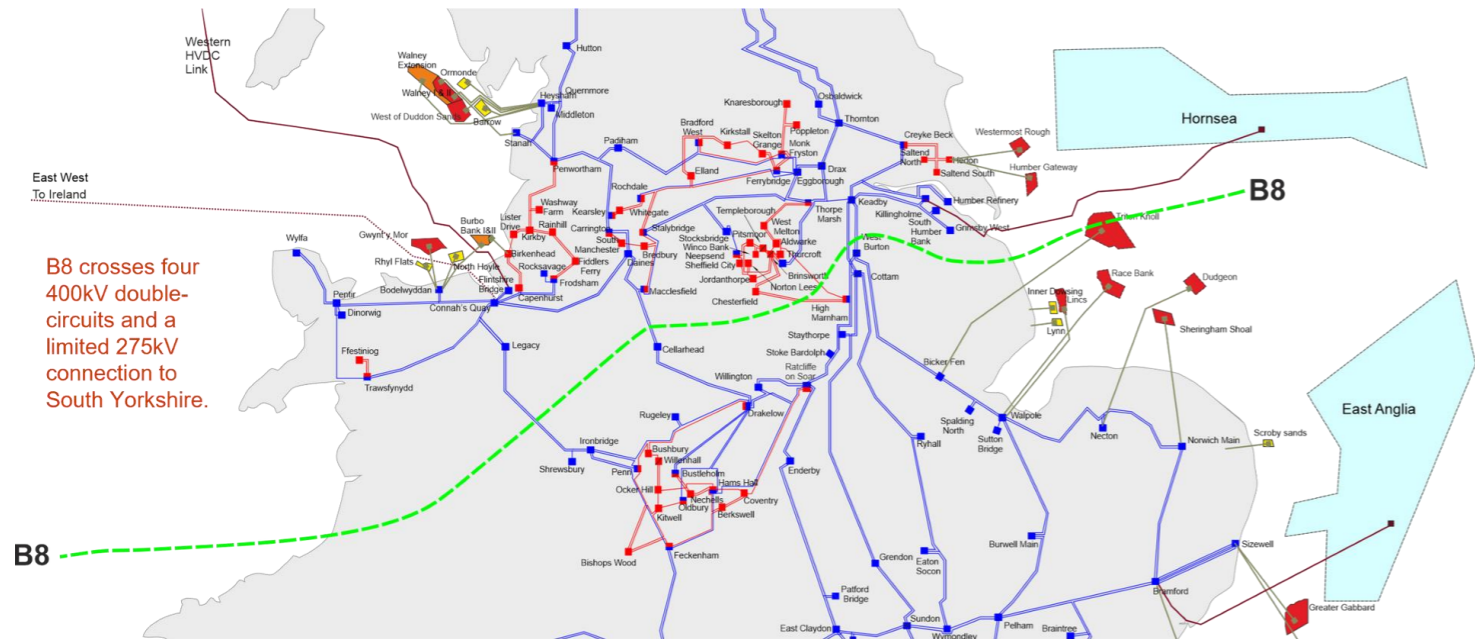 Western
HVDC
Link
Walney
Extension
Ormonde
Walney I & II
West of Duddon Sands
Barrow
Heysham
Quernmore
Middleton
Hutton
Stanah
Padiham
Penwortham
Bradford
West
Kirkstall
Skelton
Grange
Knaresborough
Poppleton
Monk
Fryston
Osbaldwick
Thornton
Creyke Beck
Saltend
North
Hedon
Saltend South
Westermost Rough
Humber Gateway
Hornsea
East West
To Ireland
Elland
Ferrybridge
Eggborough
Drax
B8
Rochdale
Washway
Farm
Kearsley
Whitegate
Lister
Drive
Rainhill
Kirkby
Carrington
South
Manchester
Stalybridge
Templeborough
West
Melton
Thorpe
Marsh
Keadby
Killingholme
Humber Refinery
South
Humber
Bank
Grimsby West
Triton Knoll
Burbo
Bank I&II
Gwynt y Mor
Rhyl Flats
North Hoyle
Birkenhead
Rocksavage
Fiddlers
Ferry
Daines
Bredbury
Stocksbridge
Pitsmoor
Winco Bank
Neepsend
Sheffield City
Aldwarke
Thurcroft
Brinsworth
Jordanthorpe
Norton Lees
Chesterfield
West
Burton
Cottam
High
Marnham
Wylfa
Pentir
Dinorwig
Bodelwyddan
Flintshire
Bridge
Connah's Quay
Capenhurst
Frodsham
Macclesfield
Race Bank
Dudgeon
Inner Dowsing
Lincs
Lynn
Sheringham Shoal
B8 crosses four
400kV double-
circuits and a
limited 275kV
connection to
South Yorkshire.
Ffestiniog
Trawsfynydd
Legacy
Cellarhead
Staythorpe
Stoke Bardolph
Ratcliffe
on Soar
Willington
Bicker Fen
Rugeley
Drakelow
Spalding
North
Sutton
Bridge
Walpole
Necton
Norwich Main
East Anglia
Scroby sands
Ironbridge
Shrewsbury
Penn
Bushbury
Willenhall
Bustleholm
Ocker Hill
Nechells
Oldbury
Hams Hall
Coventry
Berkswell
Kitwell
Enderby
Ryhall
Bishops Wood
Feckenham
Grendon
Eaton
Socon
Burwell Main
Sizewell
B8
Patford
Bridge
Bramford
Greater Gabbard
East Claydon
Sundon
Wymondley
Pelham
Braintree